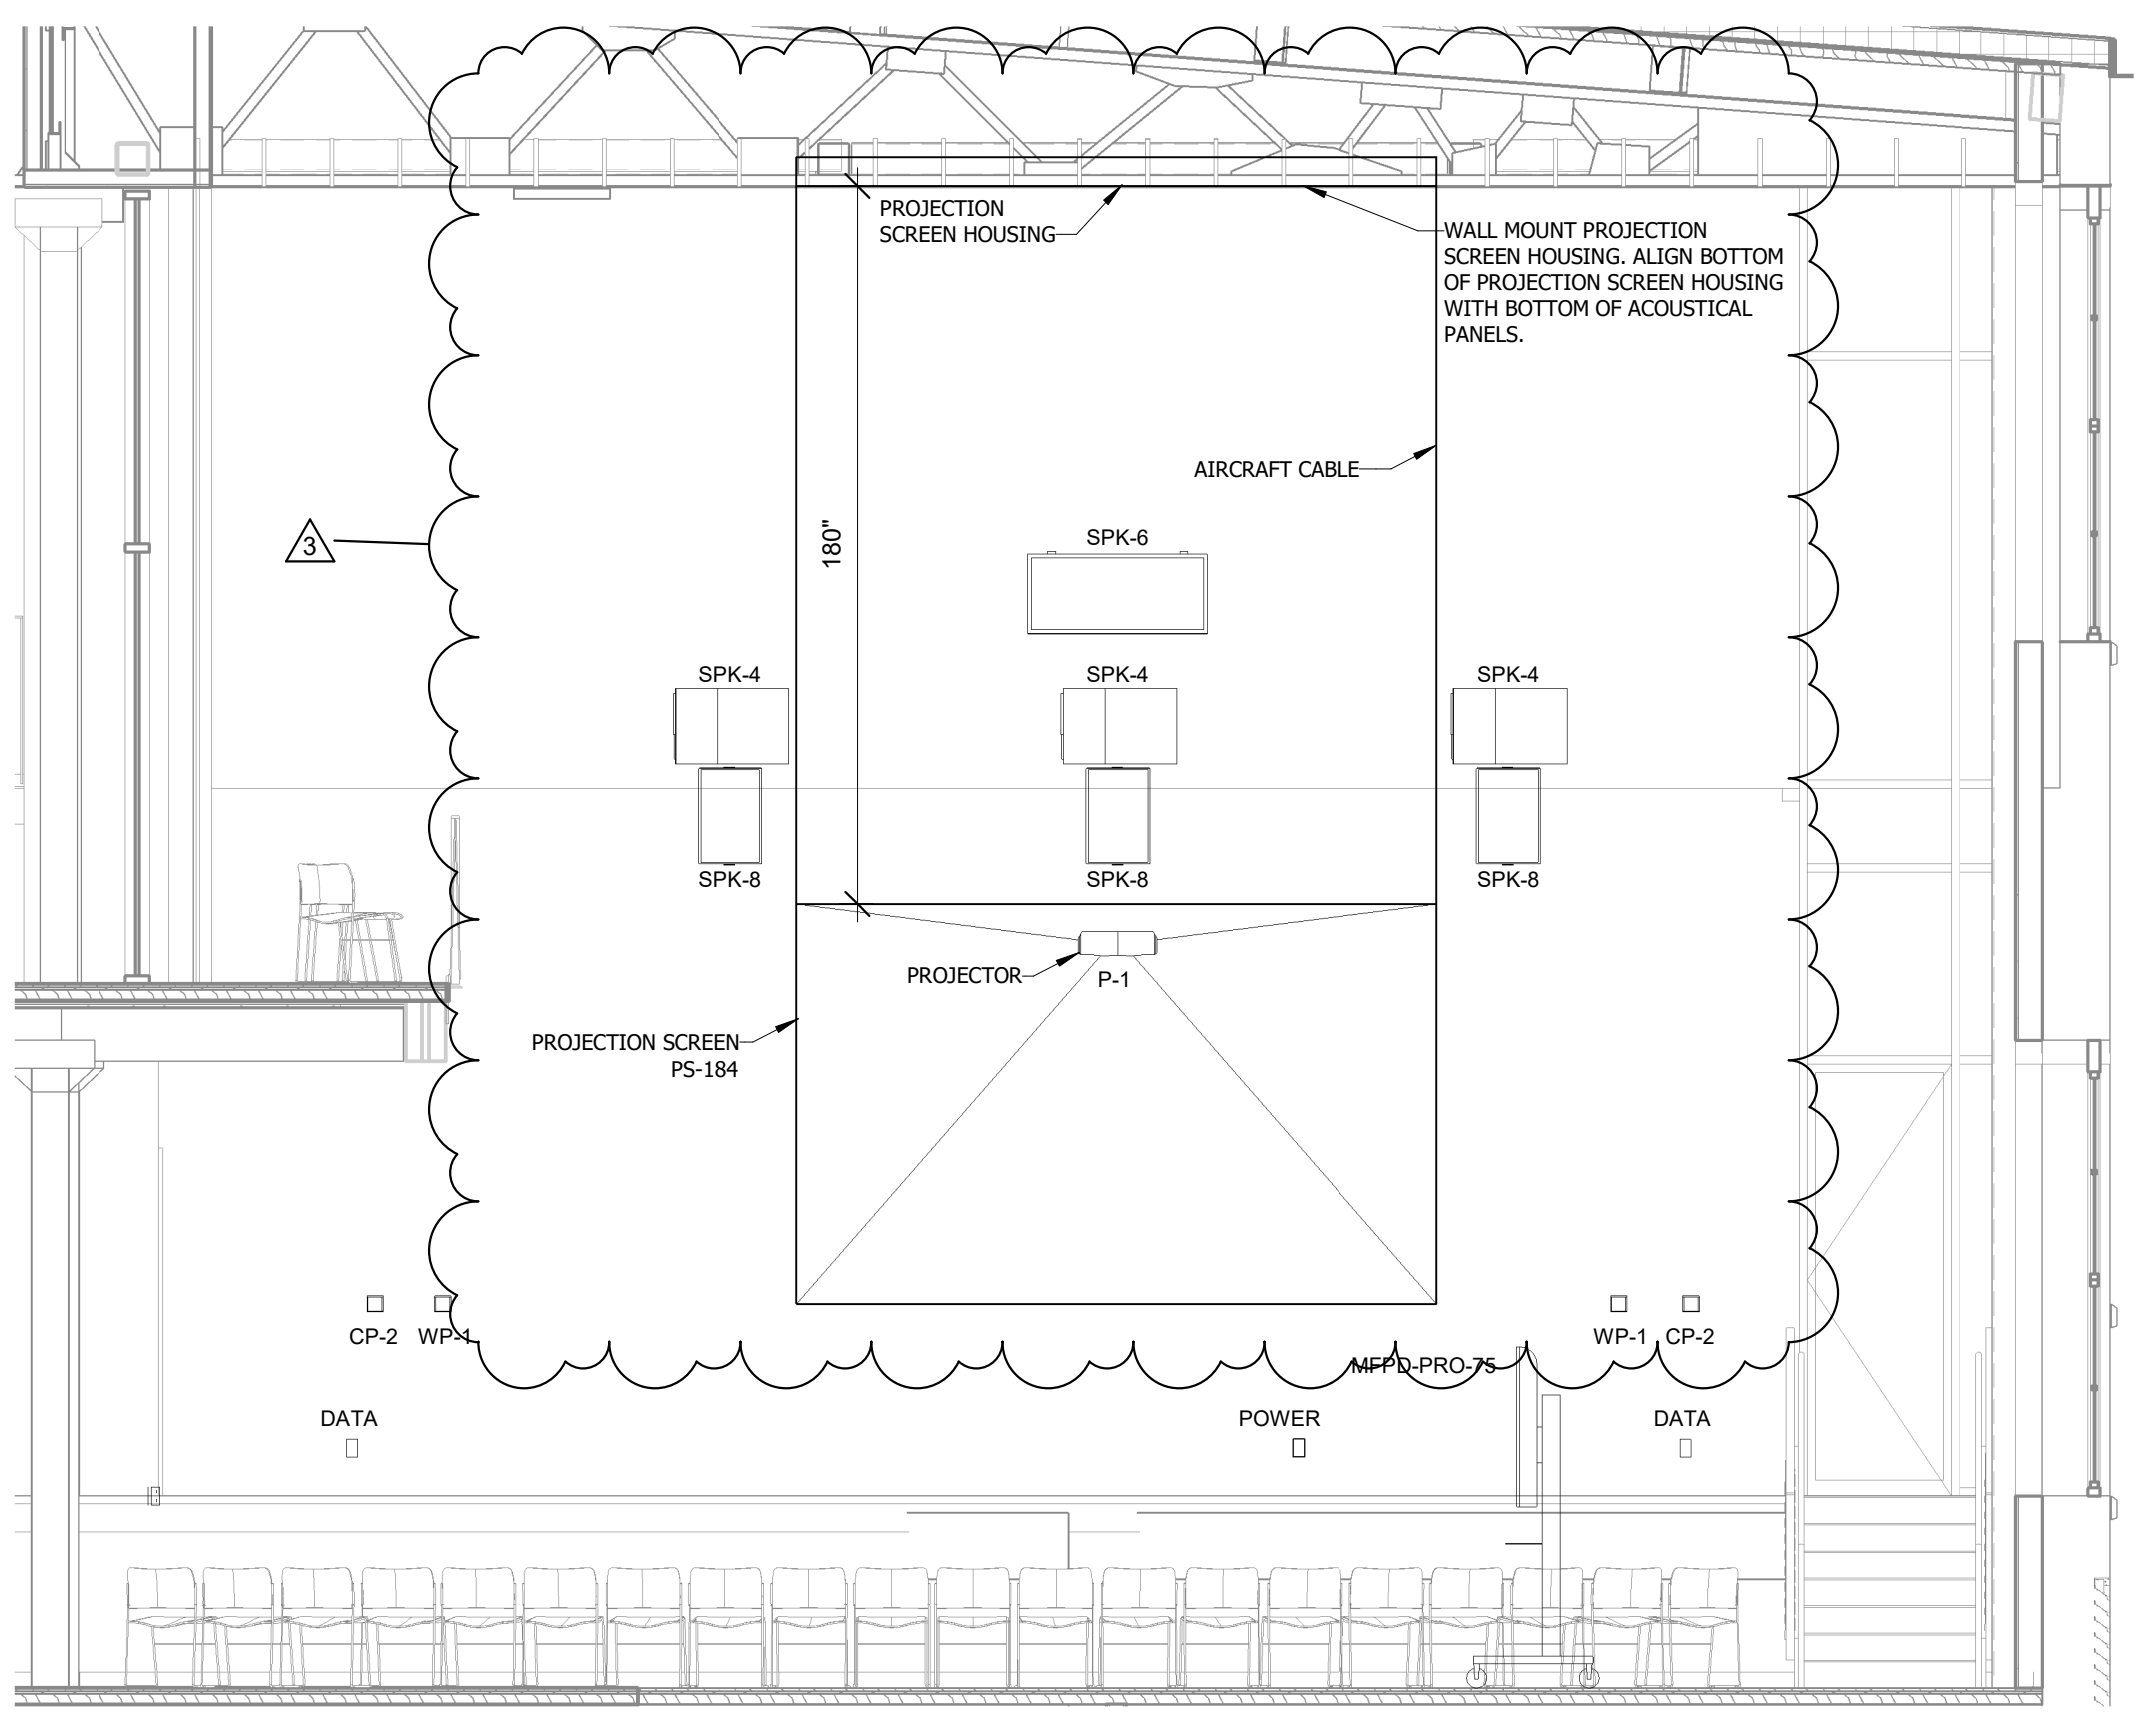 PROJECTION
SCREEN HOUSING
WALL MOUNT PROJECTION
SCREEN HOUSING. ALIGN BOTTOM
OF PROJECTION SCREEN HOUSING
WITH BOTTOM OF ACOUSTICAL
PANELS.
AIRCRAFT CABLE
180"
3
SPK-6
SPK-4
SPK-4
SPK-4
SPK-8
SPK-8
SPK-8
PROJECTOR
P-1
PROJECTION SCREEN
PS-184
CP-2
WP-1
WP-1
CP-2
MFPD-PRO-75
DATA
POWER
DATA